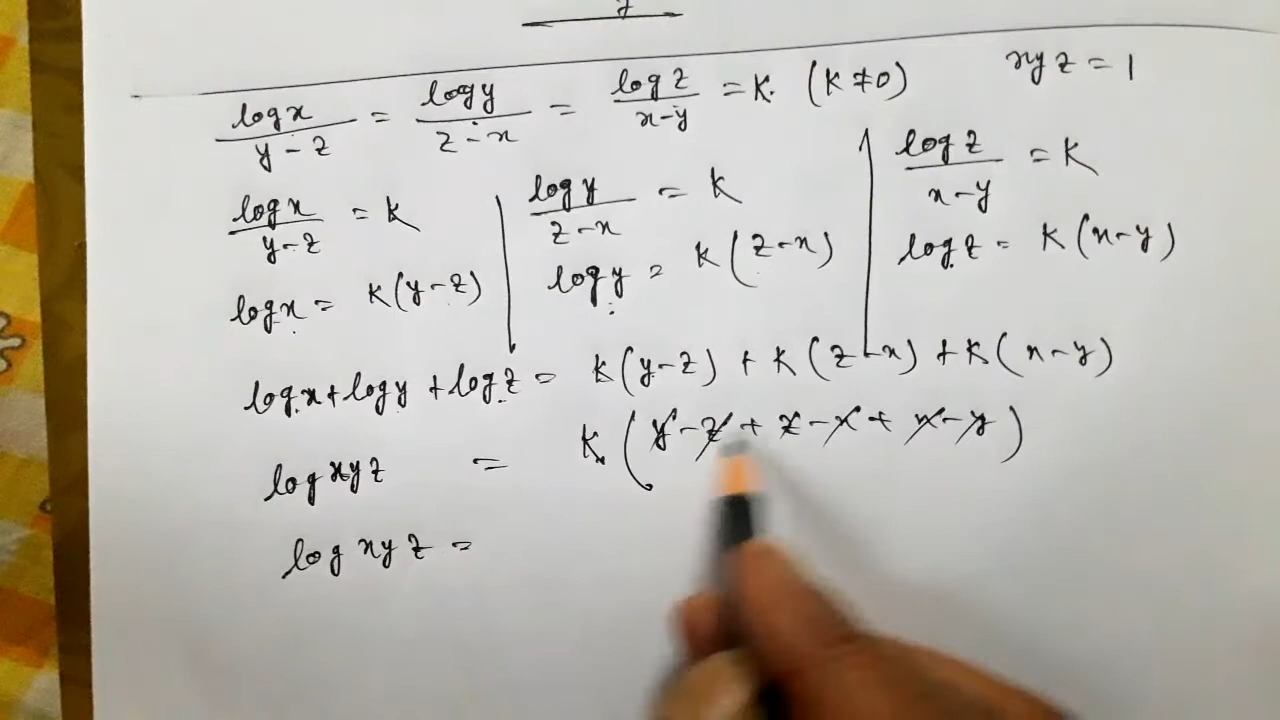 log x / y - z = log y / z - x = log z / x - y = K. (K ≠ 0) xyz = 1
log x / y - z = K log y / z - x = K log z / x - y = K
log x = K(y - z) log y = K(z - x) log z = K(x - y)
log x + log y + log z = K(y - z) + K(z - x) + K(x - y)
log xyz = K(y - z + z - x + x - y)
log xyz =